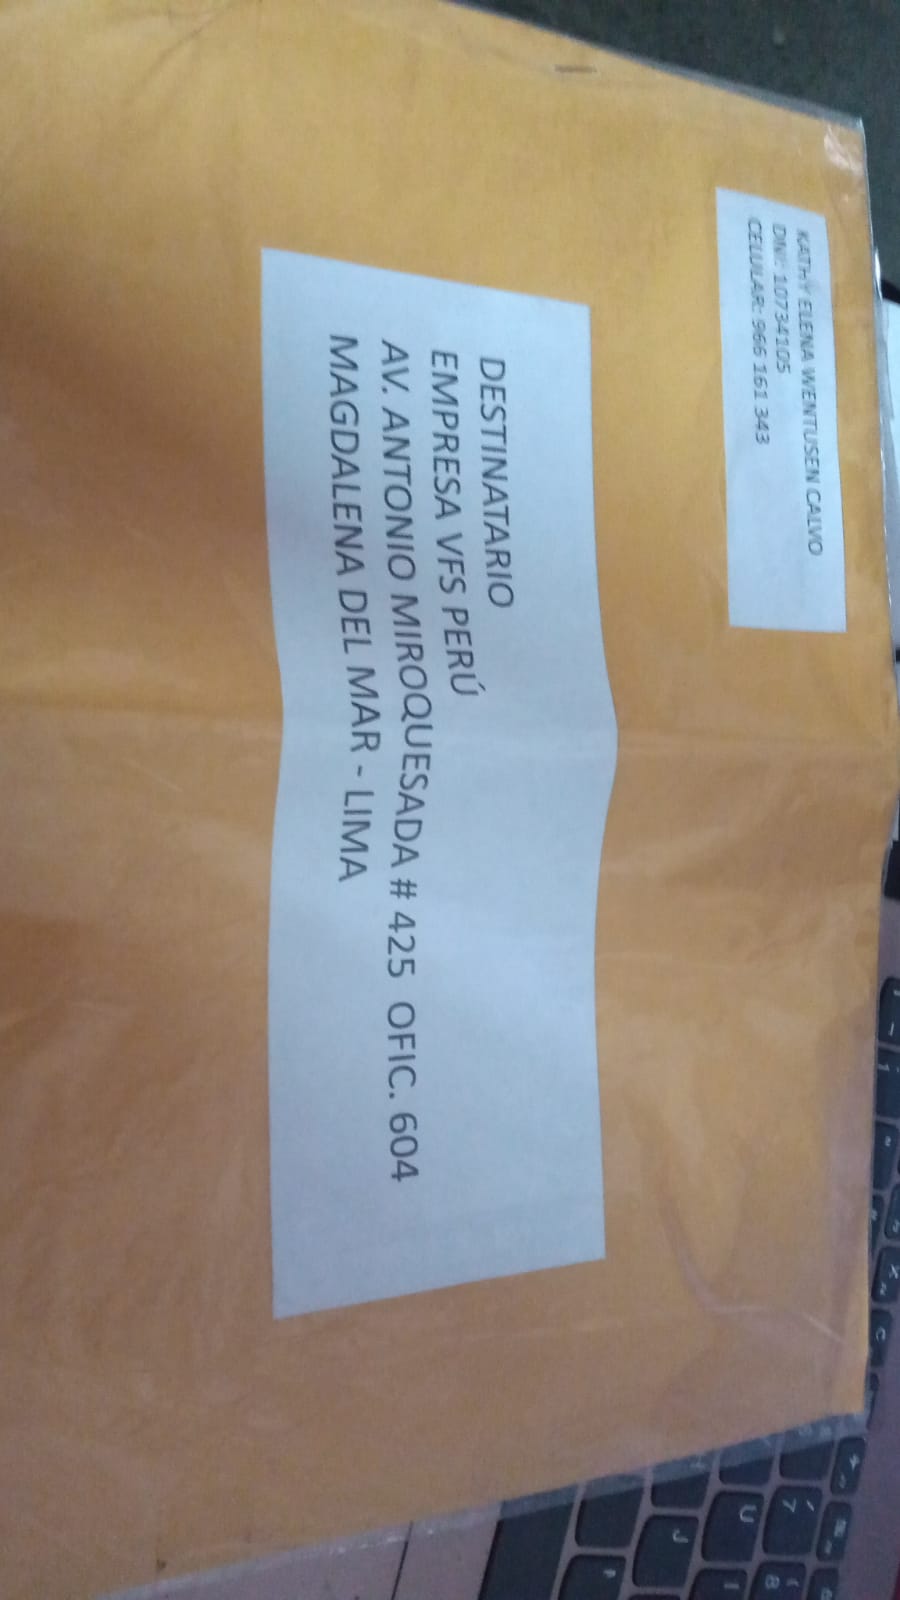 KATHY ELENA WENTUSEN CALVO
DNI: 10734105
CELULAR: 966 161 343
DESTINATARIO
EMPRESA VFS PERÚ
AV. ANTONIO MIROQUESADA # 425 OFIC. 604
MAGDALENA DEL MAR - LIMA